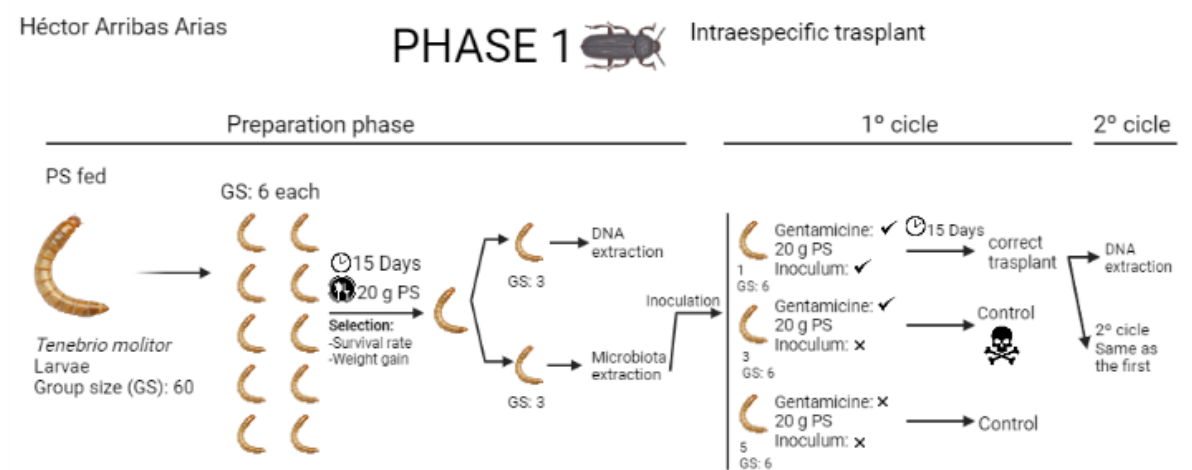 Héctor Arribas Arias
PHASE 1
Intraespecific trasplant
Preparation phase
1º cicle
2º cicle
PS fed
Tenebrio molitor
Larvae
Group size (GS): 60
GS: 6 each
15 Days
20 g PS
Selection:
-Survival rate
-Weight gain
GS: 3
DNA
extraction
GS: 3
Microbiota
extraction
Inoculation
1
GS: 6
Gentamicine: ✓
20 g PS
Inoculum: ✓
15 Days
correct
trasplant
DNA
extraction
2º cicle
Same as
the first
3
GS: 6
Gentamicine: ✓
20 g PS
Inoculum: ×
Control
5
GS: 6
Gentamicine: ×
20 g PS
Inoculum: ×
Control